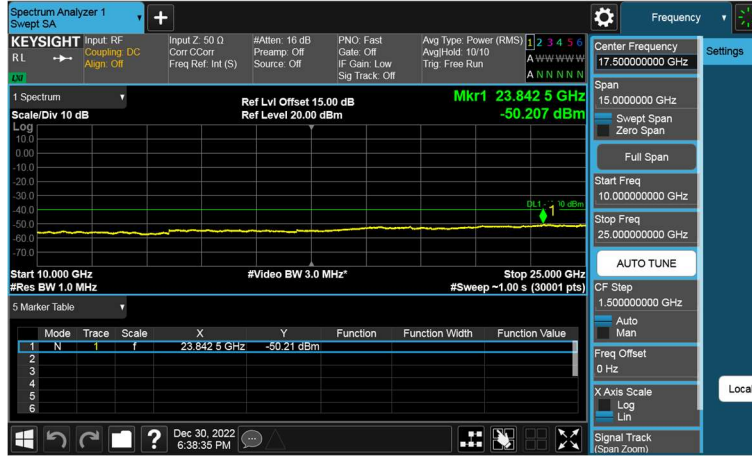 Spectrum Analyzer 1
Swept SA
Frequency
KEYSIGHT
RL
LXI
Input: RF
Coupling: DC
Align: Off
Input Z: 50 Ω
Corr CCorr
Freq Ref: Int (S)
#Atten: 16 dB
Preamp: Off
Source: Off
PNO: Fast
Gate: Off
IF Gain: Low
Sig Track: Off
Avg Type: Power (RMS)
Avg|Hold: 10/10
Trig: Free Run
1 2 3 4 5 6
A W W W W W
A N N N N N
1 Spectrum
Scale/Div 10 dB
Ref Lvl Offset 15.00 dB
Ref Level 20.00 dBm
Mkr1 23.842 5 GHz
-50.207 dBm
Log
10.0
0.00
-10.0
-20.0
-30.0
-40.0
-50.0
-60.0
-70.0
DL1
1
Start 10.000 GHz
#Res BW 1.0 MHz
#Video BW 3.0 MHz*
Stop 25.000 GHz
#Sweep ~1.00 s (30001 pts)
5 Marker Table
Mode Trace Scale X Y Function Function Width Function Value
1 N 1 f 23.842 5 GHz -50.21 dBm
2
3
4
5
6
Dec 30, 2022
6:38:35 PM
?
Center Frequency
17.500000000 GHz
Settings
Span
15.0000000 GHz
Swept Span
Zero Span
Full Span
Start Freq
10.000000000 GHz
Stop Freq
25.000000000 GHz
AUTO TUNE
CF Step
1.500000000 GHz
Auto
Man
Freq Offset
0 Hz
X Axis Scale
Log
Lin
Local
Signal Track
(Span Zoom)